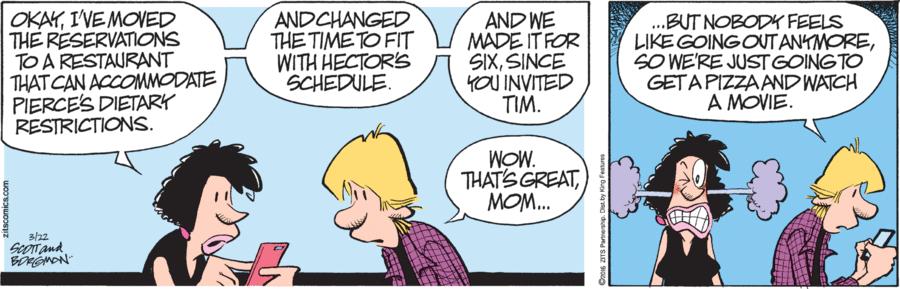 OKAY, I'VE MOVED
THE RESERVATIONS
TO A RESTAURANT
THAT CAN ACCOMMODATE
PIERCE'S DIETARY
RESTRICTIONS.
AND CHANGED
THE TIME TO FIT
WITH HECTOR'S
SCHEDULE.
AND WE
MADE IT FOR
SIX, SINCE
YOU INVITED
TIM.
WOW.
THAT'S GREAT,
MOM...
zitscomics.com
3/22
SCOTT and
BORGMAN
...BUT NOBODY FEELS
LIKE GOING OUT ANYMORE,
SO WE'RE JUST GOING TO
GET A PIZZA AND WATCH
A MOVIE.
©2016 ZITS Partnership. Dist. by King Features